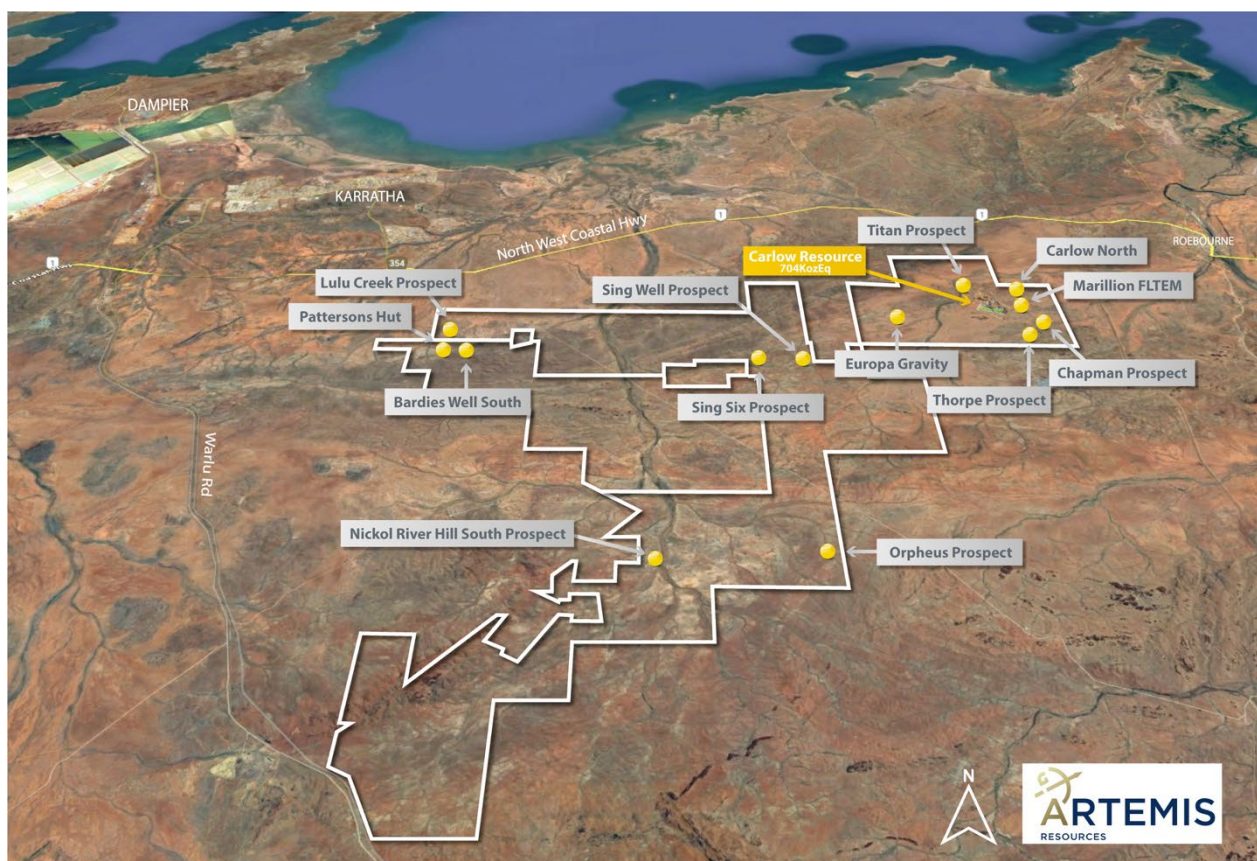 DAMPIER
KARRATHA
North West Coastal Hwy
1
1
ROEBOURNE
1
354
Titan Prospect
Carlow North
Carlow Resource
704KozEq
Marillion FLTEM
Lulu Creek Prospect
Sing Well Prospect
Pattersons Hut
Europa Gravity
Chapman Prospect
Bardies Well South
Sing Six Prospect
Thorpe Prospect
Warlu Rd
Nickol River Hill South Prospect
Orpheus Prospect
N
ARTEMIS
RESOURCES